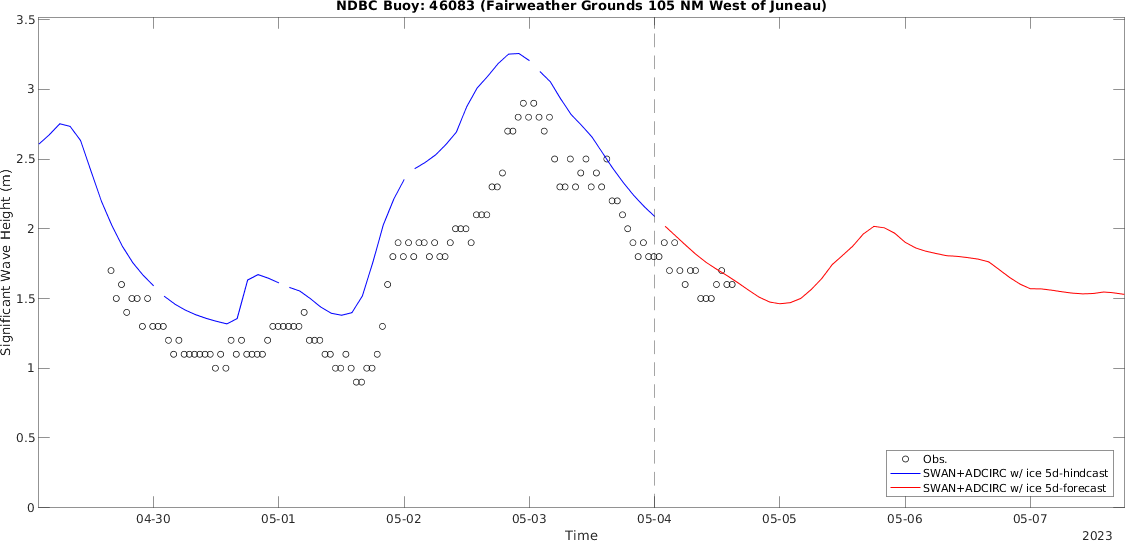 NDBC Buoy: 46083 (Fairweather Grounds 105 NM West of Juneau)
3.5
3
2.5
2
1.5
1
0.5
0
Significant Wave Height (m)
04-30 05-01 05-02 05-03 05-04 05-05 05-06 05-07
Time
2023
Obs.
SWAN+ADCIRC w/ ice 5d-hindcast
SWAN+ADCIRC w/ ice 5d-forecast